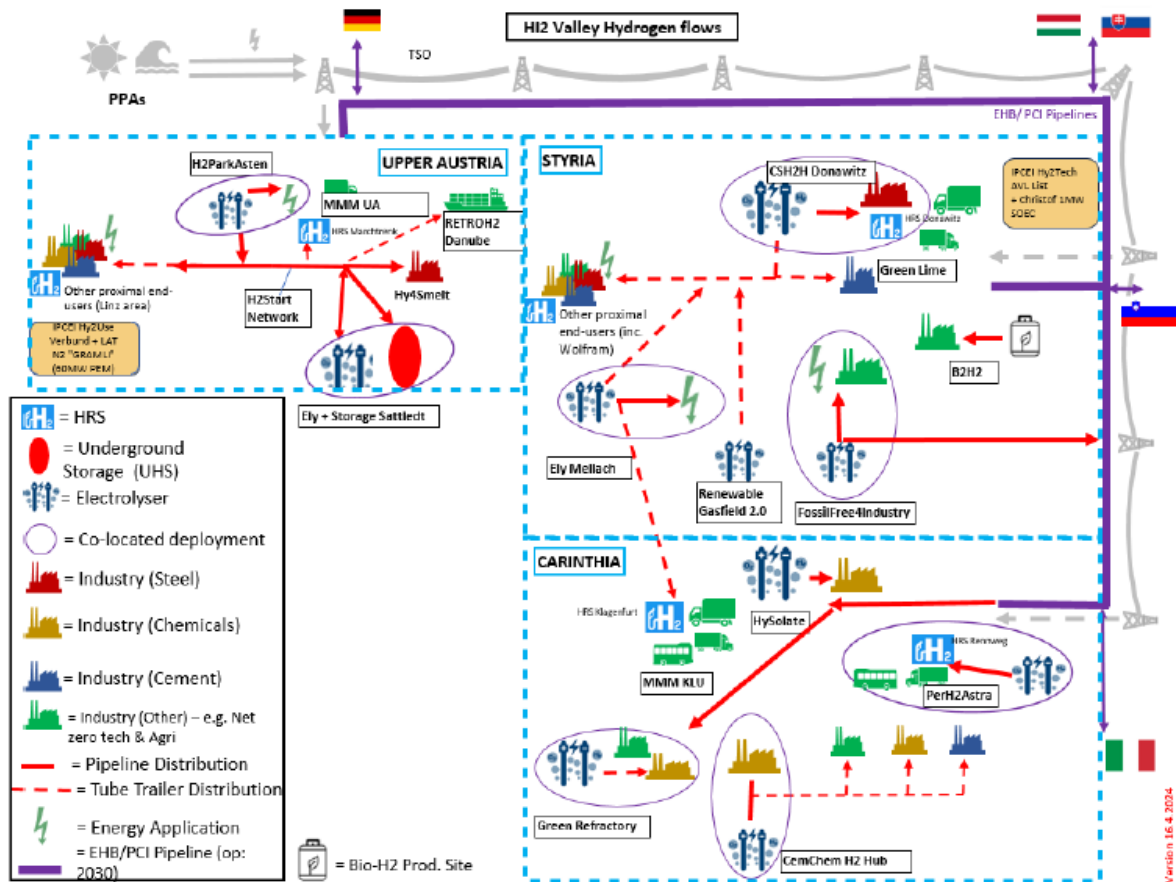 HI2 Valley Hydrogen flows
TSO
PPAs
EHB/ PCI Pipelines
UPPER AUSTRIA
H2ParkAsten
MMM UA
HRS Marchtrenk
RETROH2
Danube
H2
Other proximal end-
users (Linz area)
H2Start
Network
Hy4Smelt
IPCEI Hy2Use
Verbund + LAT
N2 "GRAMLI"
(60MW PEM)
Ely + Storage Sattledt
STYRIA
CSH2H Donawitz
H2
HRS Donawitz
Green Lime
IPCEI Hy2Tech
AVL List
+ Christof 1MW
SOEC
H2
Other proximal
end-users (inc.
Wolfram)
B2H2
Ely Mellach
Renewable
Gasfield 2.0
FossilFree4Industry
CARINTHIA
HRS Klagenfurt
H2
MMM KLU
HySolate
H2
HRS Rennweg
PerH2Astra
Green Refractory
CemChem H2 Hub
H2 = HRS
= Underground
Storage (UHS)
= Electrolyser
= Co-located deployment
= Industry (Steel)
= Industry (Chemicals)
= Industry (Cement)
= Industry (Other) – e.g. Net
zero tech & Agri
= Pipeline Distribution
= Tube Trailer Distribution
= Energy Application
= EHB/PCI Pipeline (op:
2030)
= Bio-H2 Prod. Site
Version 16.4.2024